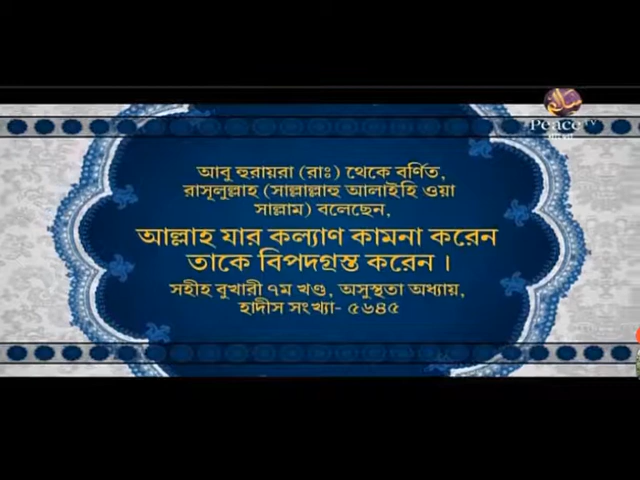 سلام
Peace TV
বাংলা
আবু হুরায়রা (রাঃ) থেকে বর্ণিত,
রাসূলুল্লাহ (সাল্লাল্লাহু আলাইহি ওয়া
সাল্লাম) বলেছেন,
আল্লাহ যার কল্যাণ কামনা করেন
তাকে বিপদগ্রস্ত করেন ।
সহীহ বুখারী ৭ম খণ্ড, অসুস্থতা অধ্যায়,
হাদীস সংখ্যা- ৫৬৪৫